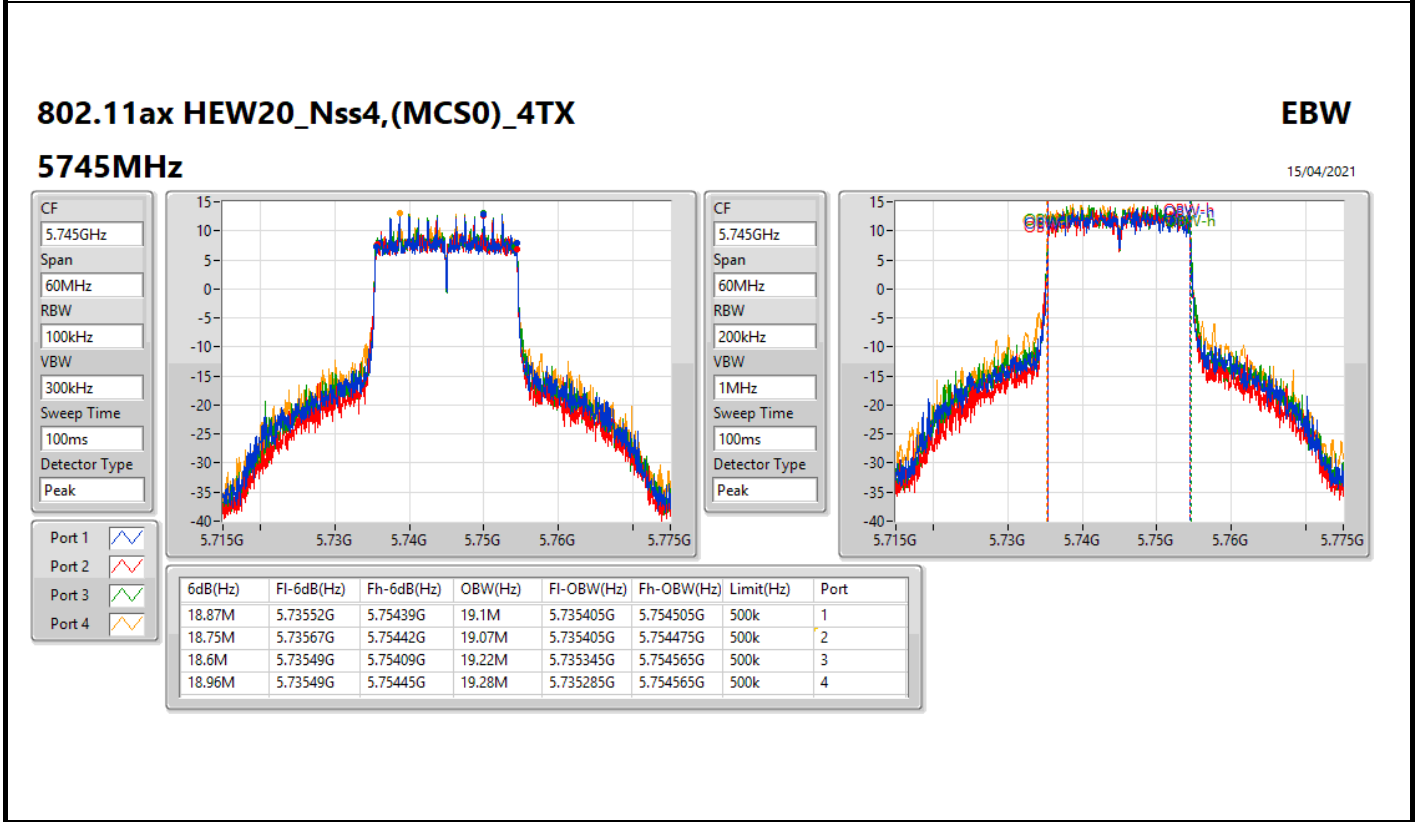 802.11ax HEW20_Nss4,(MCS0)_4TX
EBW
5745MHz
15/04/2021
CF
5.745GHz
Span
60MHz
RBW
100kHz
VBW
300kHz
Sweep Time
100ms
Detector Type
Peak
15
10
5
0
-5
-10
-15
-20
-25
-30
-35
-40
5.715G 5.73G 5.74G 5.75G 5.76G 5.775G
CF
5.745GHz
Span
60MHz
RBW
200kHz
VBW
1MHz
Sweep Time
100ms
Detector Type
Peak
15
10
5
0
-5
-10
-15
-20
-25
-30
-35
-40
OBW-h
5.715G 5.73G 5.74G 5.75G 5.76G 5.775G
Port 1
Port 2
Port 3
Port 4
6dB(Hz) Fl-6dB(Hz) Fh-6dB(Hz) OBW(Hz) Fl-OBW(Hz) Fh-OBW(Hz) Limit(Hz) Port
18.87M 5.73552G 5.75439G 19.1M 5.735405G 5.754505G 500k 1
18.75M 5.73567G 5.75442G 19.07M 5.735405G 5.754475G 500k 2
18.6M 5.73549G 5.75409G 19.22M 5.735345G 5.754565G 500k 3
18.96M 5.73549G 5.75445G 19.28M 5.735285G 5.754565G 500k 4